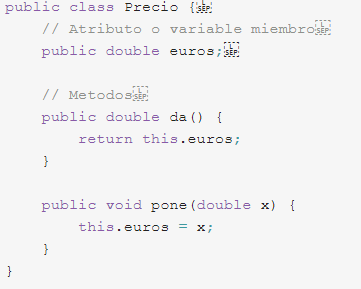 public class Precio {
    // Atributo o variable miembro
    public double euros;

    // Metodos
    public double da() {
        return this.euros;
    }

    public void pone(double x) {
        this.euros = x;
    }
}